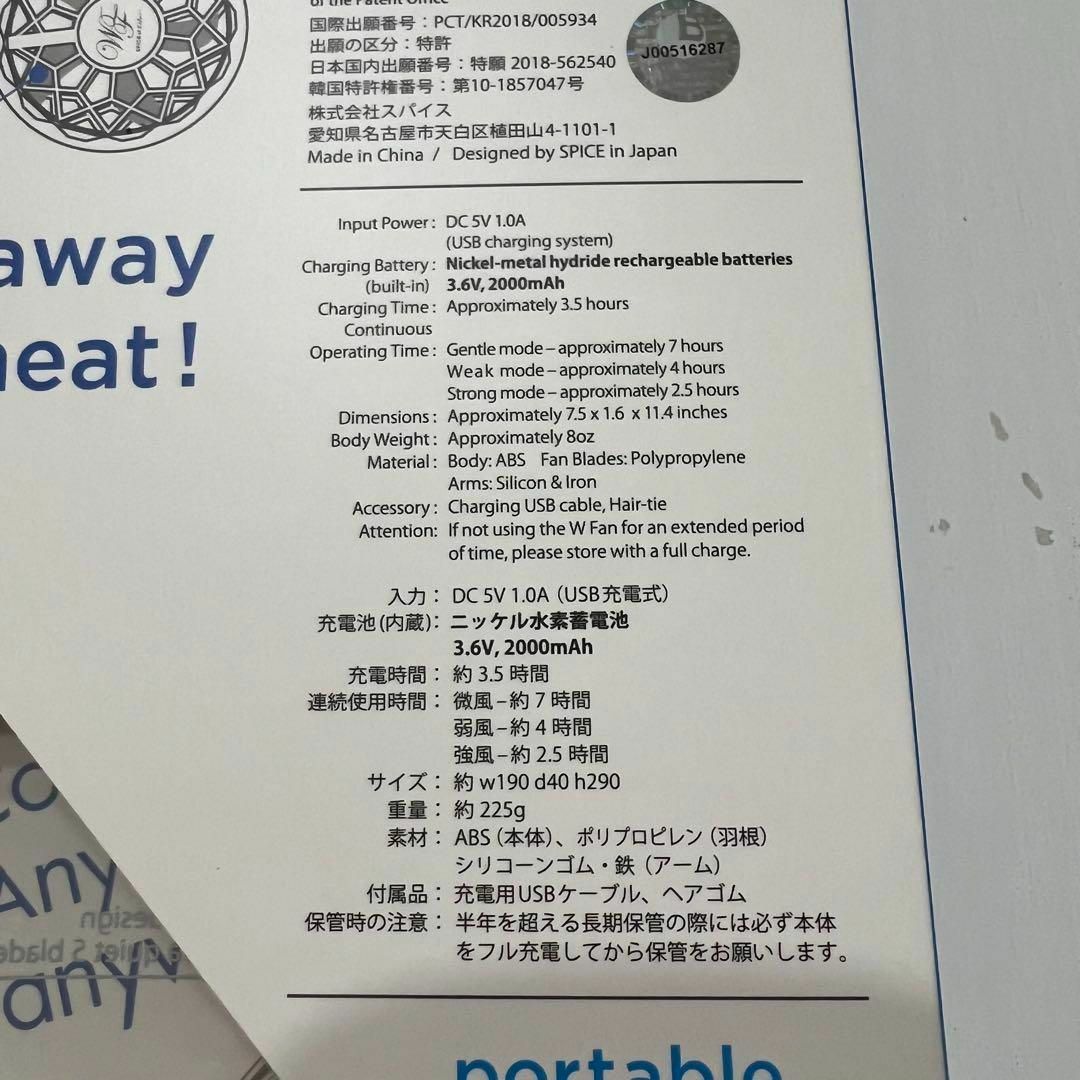 of the Patent Office
国際出願番号：PCT/KR2018/005934
出願の区分：特許
日本国内出願番号：特願 2018-562540
韓国特許権番号：第10-1857047号
株式会社スパイス
愛知県名古屋市天白区植田山4-1101-1
Made in China / Designed by SPICE in Japan
J00516287
WF
away
heat!
Input Power: DC 5V 1.0A
(USB charging system)
Charging Battery: Nickel-metal hydride rechargeable batteries
(built-in) 3.6V, 2000mAh
Charging Time: Approximately 3.5 hours
Continuous
Operating Time: Gentle mode – approximately 7 hours
Weak mode – approximately 4 hours
Strong mode – approximately 2.5 hours
Dimensions: Approximately 7.5 x 1.6 x 11.4 inches
Body Weight: Approximately 8oz
Material: Body: ABS Fan Blades: Polypropylene
Arms: Silicon & Iron
Accessory: Charging USB cable, Hair-tie
Attention: If not using the W Fan for an extended period
of time, please store with a full charge.
入力： DC 5V 1.0A（USB充電式）
充電池(内蔵)： ニッケル水素蓄電池
3.6V, 2000mAh
充電時間： 約 3.5 時間
連続使用時間： 微風 – 約 7 時間
弱風 – 約 4 時間
強風 – 約 2.5 時間
サイズ： 約 w190 d40 h290
重量： 約 225g
素材： ABS（本体）、ポリプロピレン（羽根）
シリコーンゴム・鉄（アーム）
付属品： 充電用USBケーブル、ヘアゴム
保管時の注意： 半年を超える長期保管の際には必ず本体
をフル充電してから保管をお願いします。
Any
any
portable